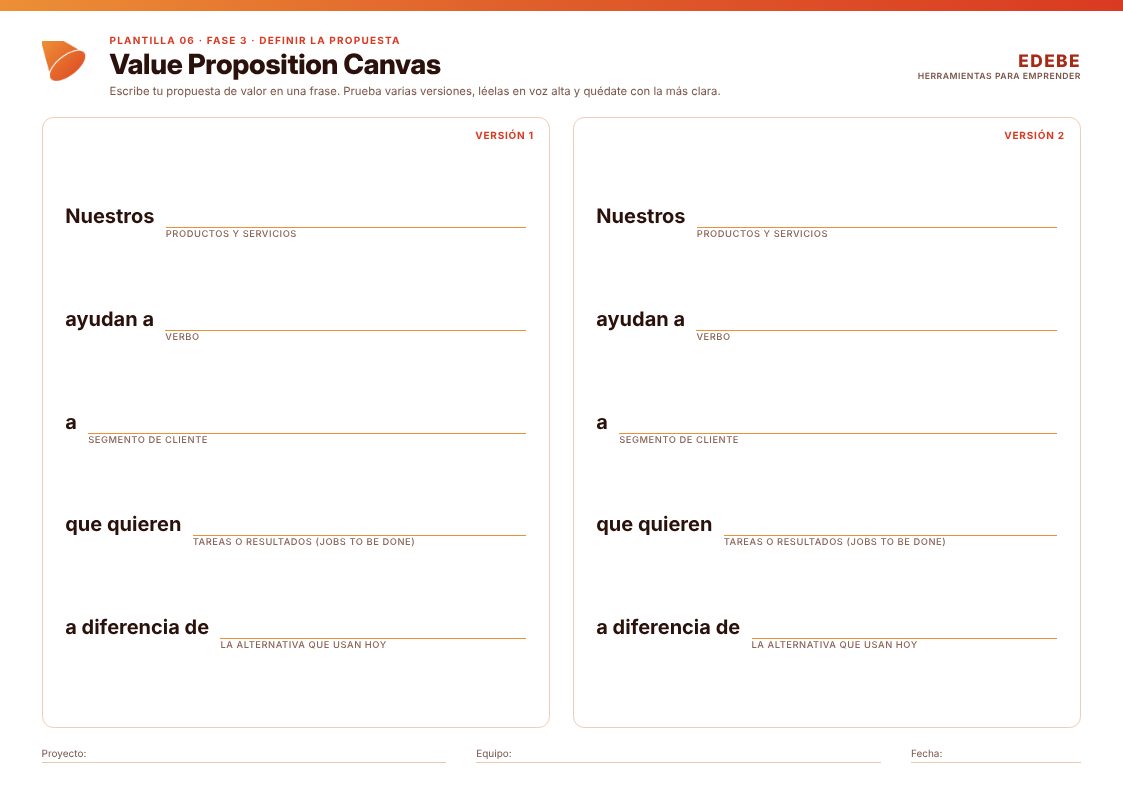 PLANTILLA 06 · FASE 3 · DEFINIR LA PROPUESTA
Value Proposition Canvas
Escribe tu propuesta de valor en una frase. Prueba varias versiones, léelas en voz alta y quédate con la más clara.
EDEBE
HERRAMIENTAS PARA EMPRENDER
VERSIÓN 1
Nuestros
PRODUCTOS Y SERVICIOS
ayudan a
VERBO
a
SEGMENTO DE CLIENTE
que quieren
TAREAS O RESULTADOS (JOBS TO BE DONE)
a diferencia de
LA ALTERNATIVA QUE USAN HOY
VERSIÓN 2
Nuestros
PRODUCTOS Y SERVICIOS
ayudan a
VERBO
a
SEGMENTO DE CLIENTE
que quieren
TAREAS O RESULTADOS (JOBS TO BE DONE)
a diferencia de
LA ALTERNATIVA QUE USAN HOY
Proyecto:
Equipo:
Fecha: